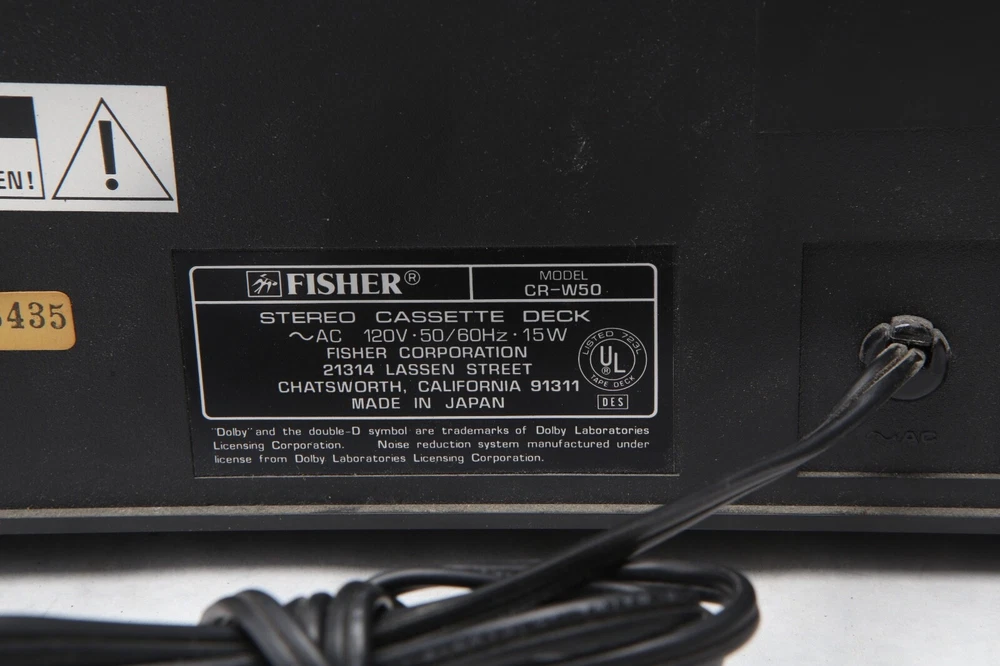 EN!
435
FISHER®
MODEL
CR-W50
STEREO CASSETTE DECK
~AC 120V·50/60Hz·15W
FISHER CORPORATION
21314 LASSEN STREET
CHATSWORTH, CALIFORNIA 91311
MADE IN JAPAN
LISTED 723L
UL®
TAPE DECK
DES
"Dolby" and the double-D symbol are trademarks of Dolby Laboratories
Licensing Corporation. Noise reduction system manufactured under
license from Dolby Laboratories Licensing Corporation.
~AC